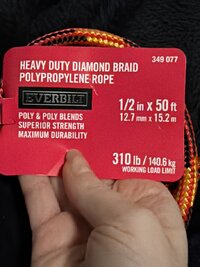 349 077
HEAVY DUTY DIAMOND BRAID
POLYPROPYLENE ROPE
EVERBILT
1/2 in x 50 ft
12.7 mm x 15.2 m
POLY & POLY BLENDS
SUPERIOR STRENGTH
MAXIMUM DURABILITY
310 lb / 140.6 kg
WORKING LOAD LIMIT